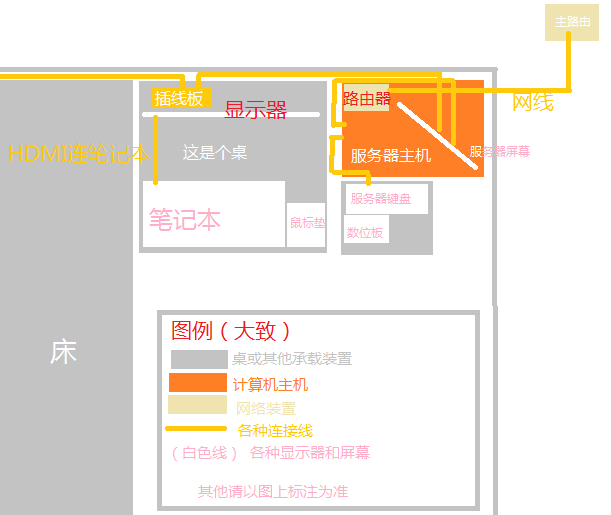 主路由
插线板
显示器
路由器
网线
HDMI连笔记本
这是个桌
服务器主机
服务器屏幕
笔记本
鼠标垫
服务器键盘
数位板
床
图例（大致）
桌或其他承载装置
计算机主机
网络装置
各种连接线
（白色线） 各种显示器和屏幕
其他请以图上标注为准